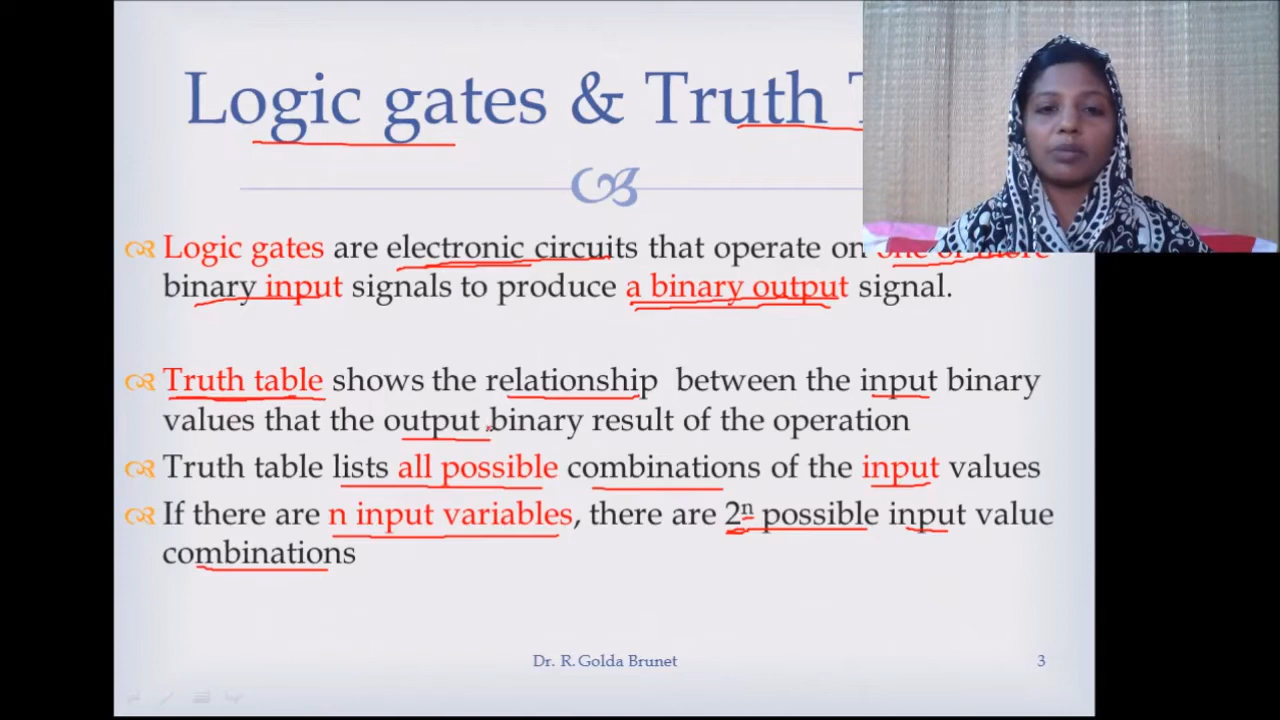 Logic gates & Truth
Logic gates are electronic circuits that operate on one or more
binary input signals to produce a binary output signal.
Truth table shows the relationship between the input binary
values that the output binary result of the operation
Truth table lists all possible combinations of the input values
If there are n input variables, there are 2ⁿ possible input value
combinations
Dr. R. Golda Brunet
3